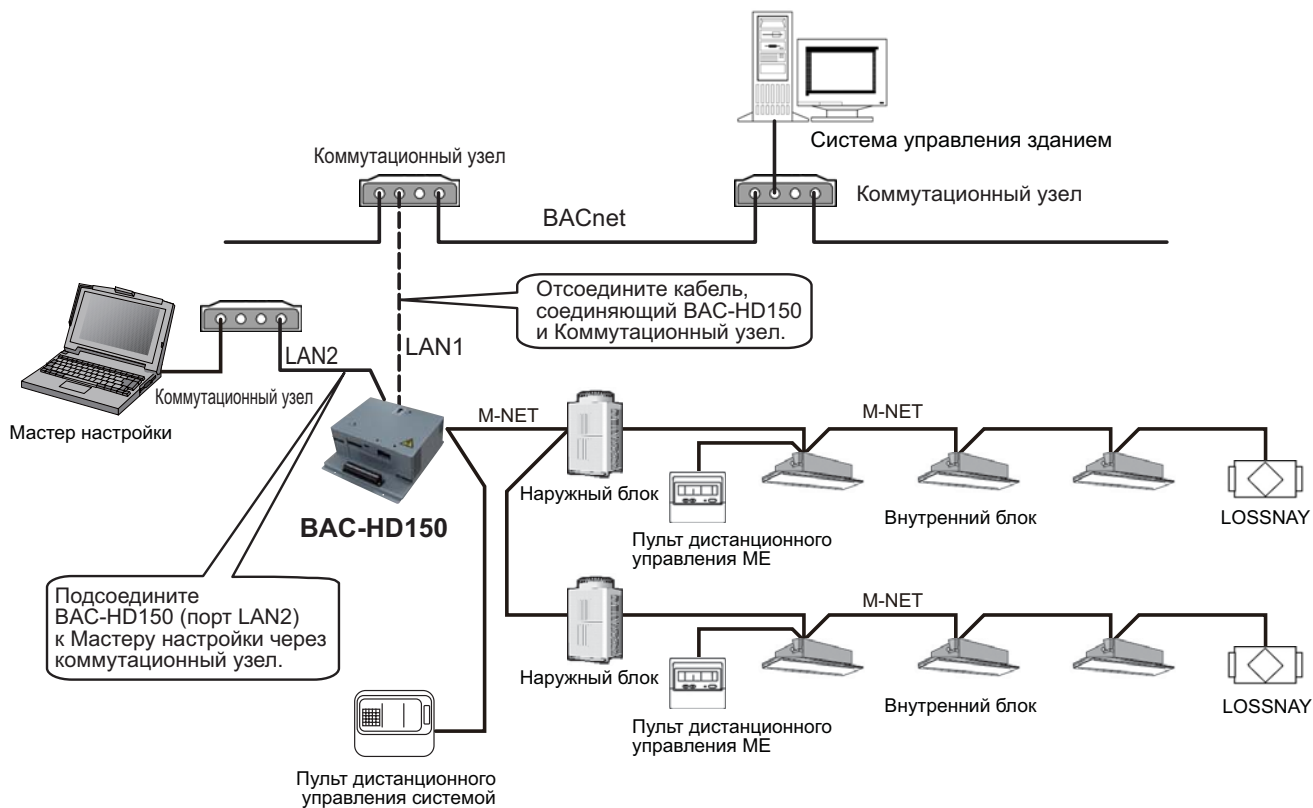 Система управления зданием
Коммутационный узел
Коммутационный узел
BACnet
Отсоедините кабель,
соединяющий BAC-HD150
и Коммутационный узел.
LAN2
LAN1
Коммутационный узел
Мастер настройки
M-NET
M-NET
BAC-HD150
Наружный блок
Пульт дистанционного
управления ME
Внутренний блок
LOSSNAY
Подсоедините
BAC-HD150 (порт LAN2)
к Мастеру настройки через
коммутационный узел.
M-NET
Наружный блок
Пульт дистанционного
управления ME
Внутренний блок
LOSSNAY
Пульт дистанционного
управления системой